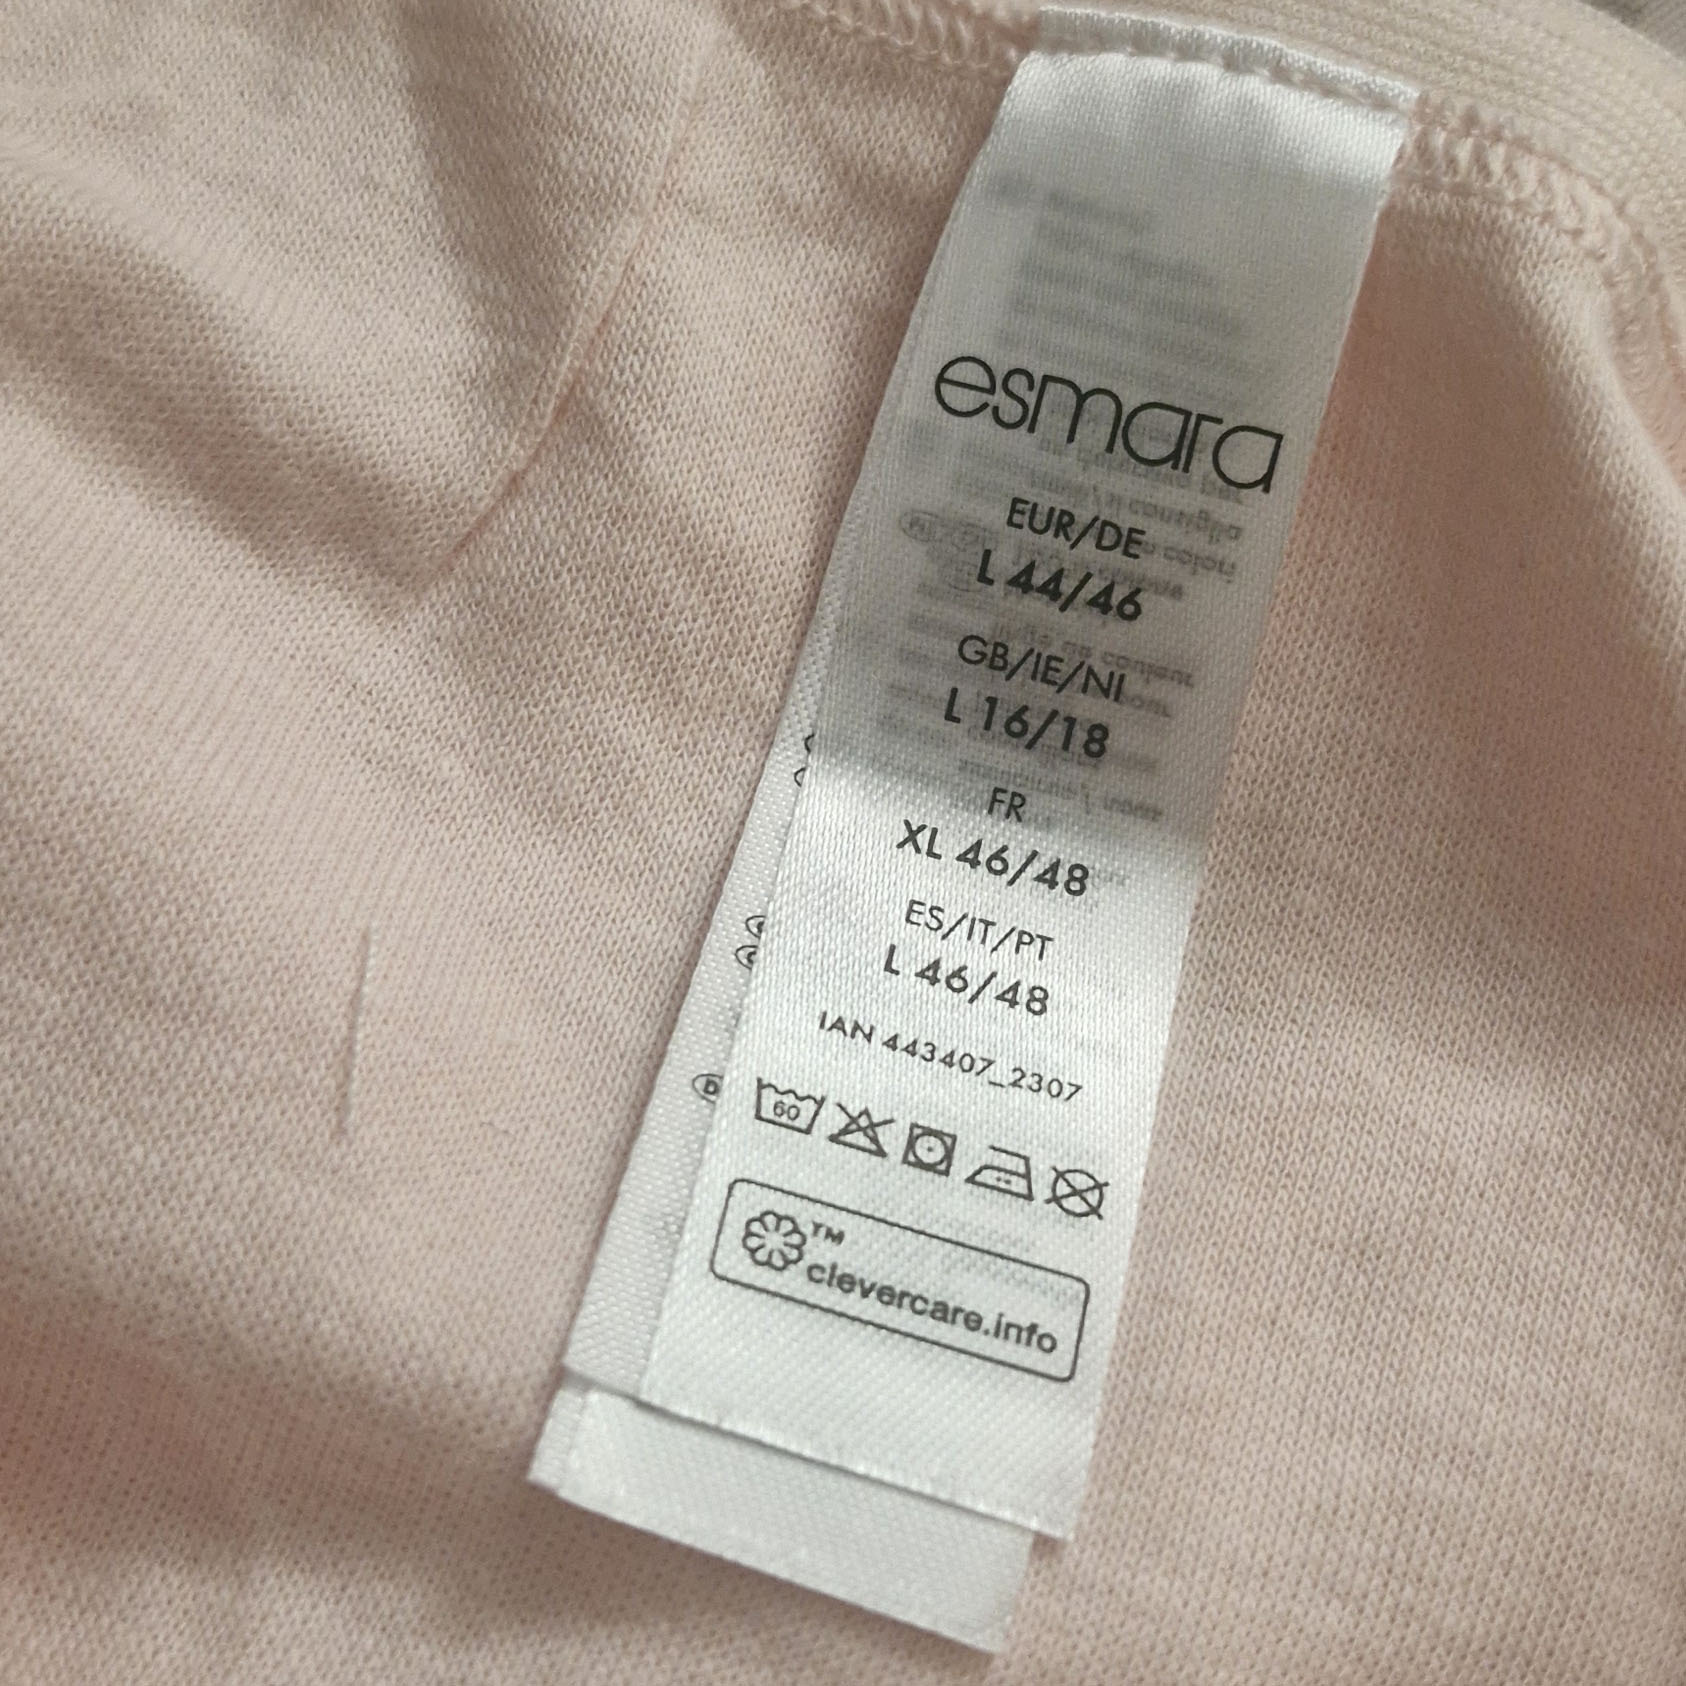 esmara
EUR/DE
L 44/46
GB/IE/NI
L 16/18
FR
XL 46/48
ES/IT/PT
L 46/48
IAN 443407_2307
60
™
clevercare.info
D